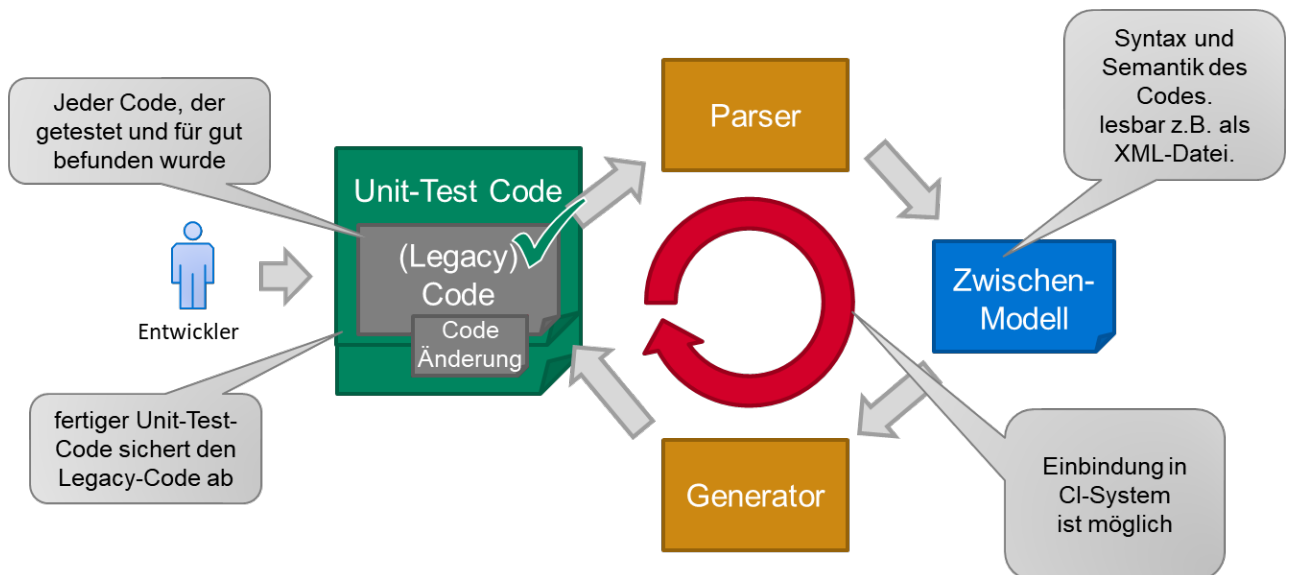 Jeder Code, der
getestet und für gut
befunden wurde
Entwickler
fertiger Unit-Test-
Code sichert den
Legacy-Code ab
Unit-Test Code
(Legacy)
Code
Code
Änderung
Parser
Syntax und
Semantik des
Codes.
lesbar z.B. als
XML-Datei.
Zwischen-
Modell
Generator
Einbindung in
CI-System
ist möglich